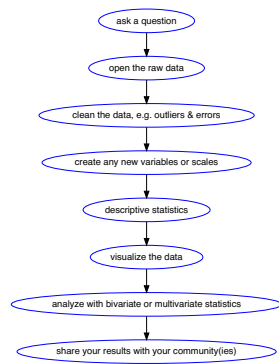 ask a question
open the raw data
clean the data, e.g. outliers & errors
create any new variables or scales
descriptive statistics
visualize the data
analyze with bivariate or multivariate statistics
share your results with your community(ies)